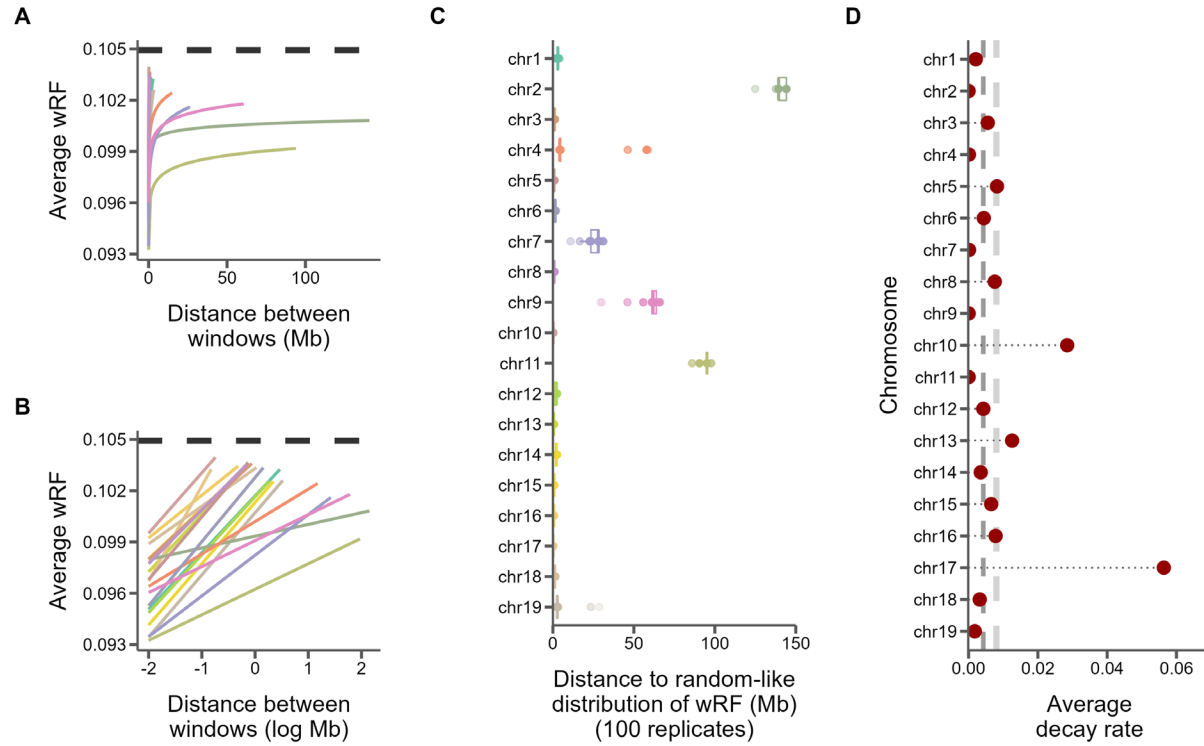 A
0.105
0.102
0.099
0.096
0.093
Average wRF
0
50
100
Distance between
windows (Mb)
B
0.105
0.102
0.099
0.096
0.093
Average wRF
-2
-1
0
1
2
Distance between
windows (log Mb)
C
chr1
chr2
chr3
chr4
chr5
chr6
chr7
chr8
chr9
chr10
chr11
chr12
chr13
chr14
chr15
chr16
chr17
chr18
chr19
0
50
100
150
Distance to random-like
distribution of wRF (Mb)
(100 replicates)
D
Chromosome
chr1
chr2
chr3
chr4
chr5
chr6
chr7
chr8
chr9
chr10
chr11
chr12
chr13
chr14
chr15
chr16
chr17
chr18
chr19
0.00
0.02
0.04
0.06
Average
decay rate